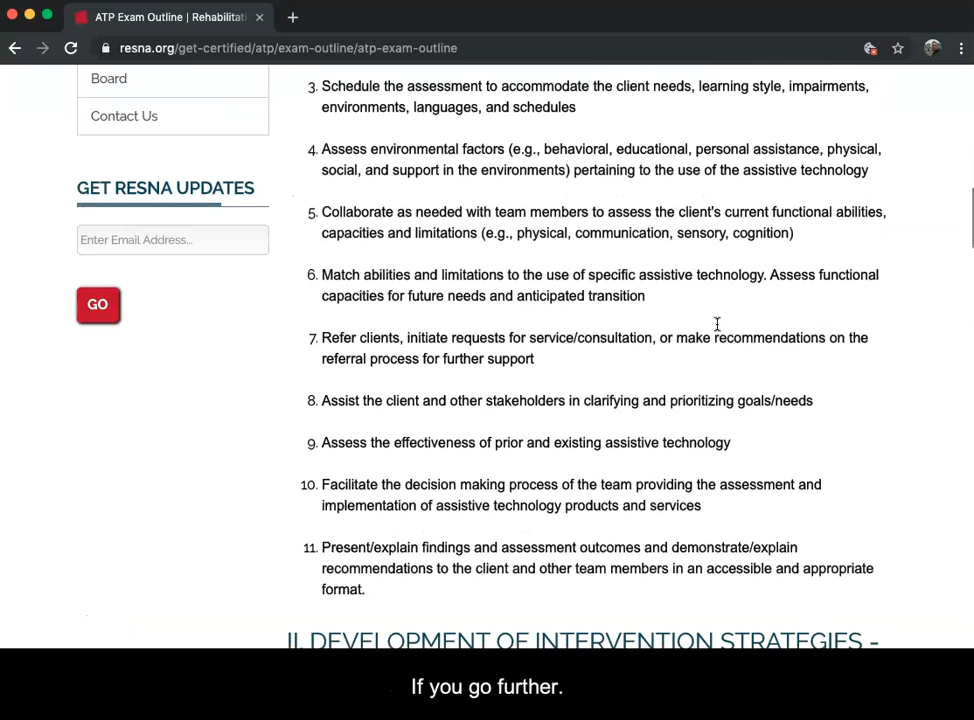 ATP Exam Outline | Rehabilitati
resna.org/get-certified/atp/exam-outline/atp-exam-outline
Board
Contact Us
GET RESNA UPDATES
Enter Email Address...
GO
3. Schedule the assessment to accommodate the client needs, learning style, impairments,
environments, languages, and schedules
4. Assess environmental factors (e.g., behavioral, educational, personal assistance, physical,
social, and support in the environments) pertaining to the use of the assistive technology
5. Collaborate as needed with team members to assess the client's current functional abilities,
capacities and limitations (e.g., physical, communication, sensory, cognition)
6. Match abilities and limitations to the use of specific assistive technology. Assess functional
capacities for future needs and anticipated transition
7. Refer clients, initiate requests for service/consultation, or make recommendations on the
referral process for further support
8. Assist the client and other stakeholders in clarifying and prioritizing goals/needs
9. Assess the effectiveness of prior and existing assistive technology
10. Facilitate the decision making process of the team providing the assessment and
implementation of assistive technology products and services
11. Present/explain findings and assessment outcomes and demonstrate/explain
recommendations to the client and other team members in an accessible and appropriate
format.
II. DEVELOPMENT OF INTERVENTION STRATEGIES -
If you go further.